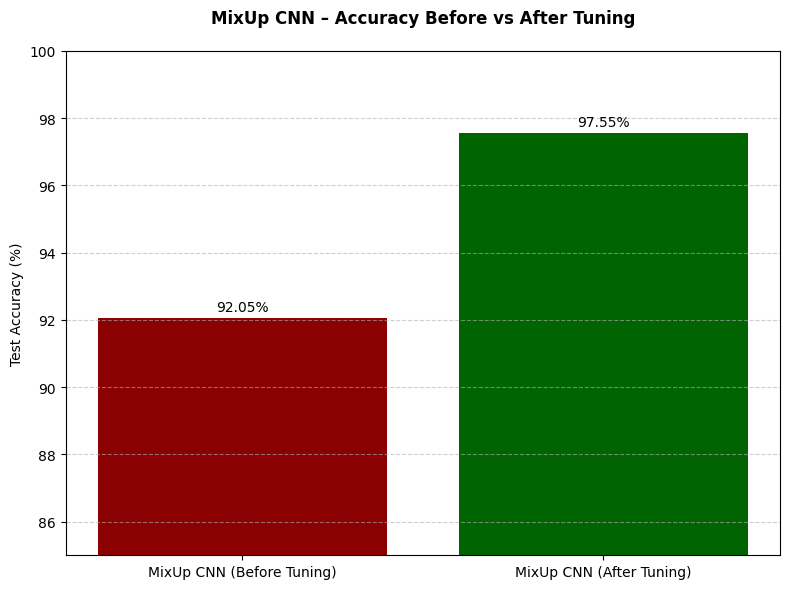 MixUp CNN – Accuracy Before vs After Tuning
100
98
96
94
92
90
88
86
Test Accuracy (%)
92.05%
97.55%
MixUp CNN (Before Tuning)
MixUp CNN (After Tuning)